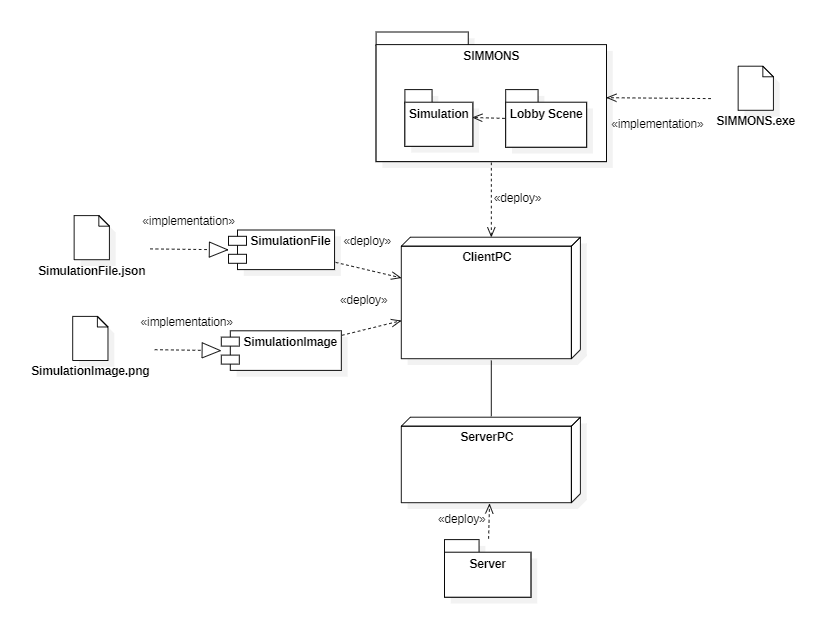 SIMMONS
Simulation
Lobby Scene
«implementation»
SIMMONS.exe
«deploy»
«implementation»
SimulationFile
«deploy»
ClientPC
SimulationFile.json
«deploy»
«implementation»
SimulationImage
SimulationImage.png
ServerPC
«deploy»
Server